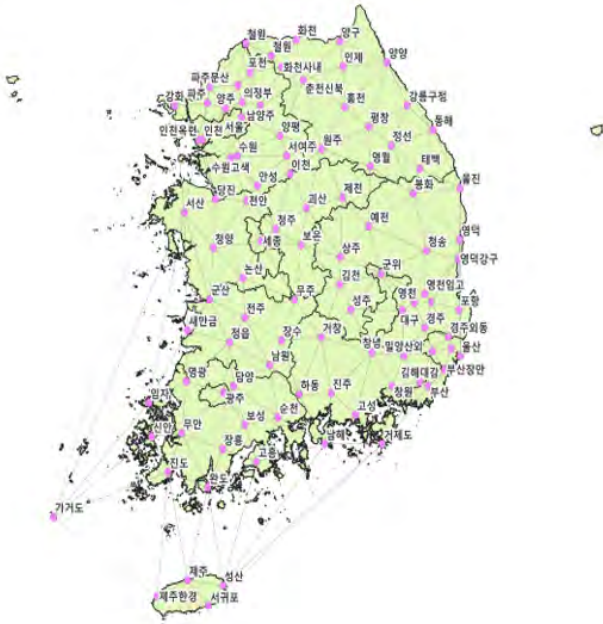 화천
철원
양구
철원
양양
포천
화천사내
인제
파주문산
춘천신북
강화
파주
양주
의정부
홍천
강릉구정
남양주
동해
인천옥련
인천
서울
양평
평창
정선
수원
서여주
원주
수원고색
이천
영월
태백
안성
당진
천안
제천
봉화
울진
서산
괴산
청주
예천
청양
세종
보은
상주
청송
영덕
영덕강구
논산
군위
군산
무주
김천
영천
영천임고
새만금
전주
성주
대구
경주
포항
정읍
장수
거창
경주외동
남원
창녕
밀양산외
울산
영광
담양
김해대감
부산장안
임자
광주
하동
진주
창원
부산
신안
무안
보성
순천
고성
장흥
남해
거제도
진도
고흥
완도
가거도
제주
성산
제주한경
서귀포